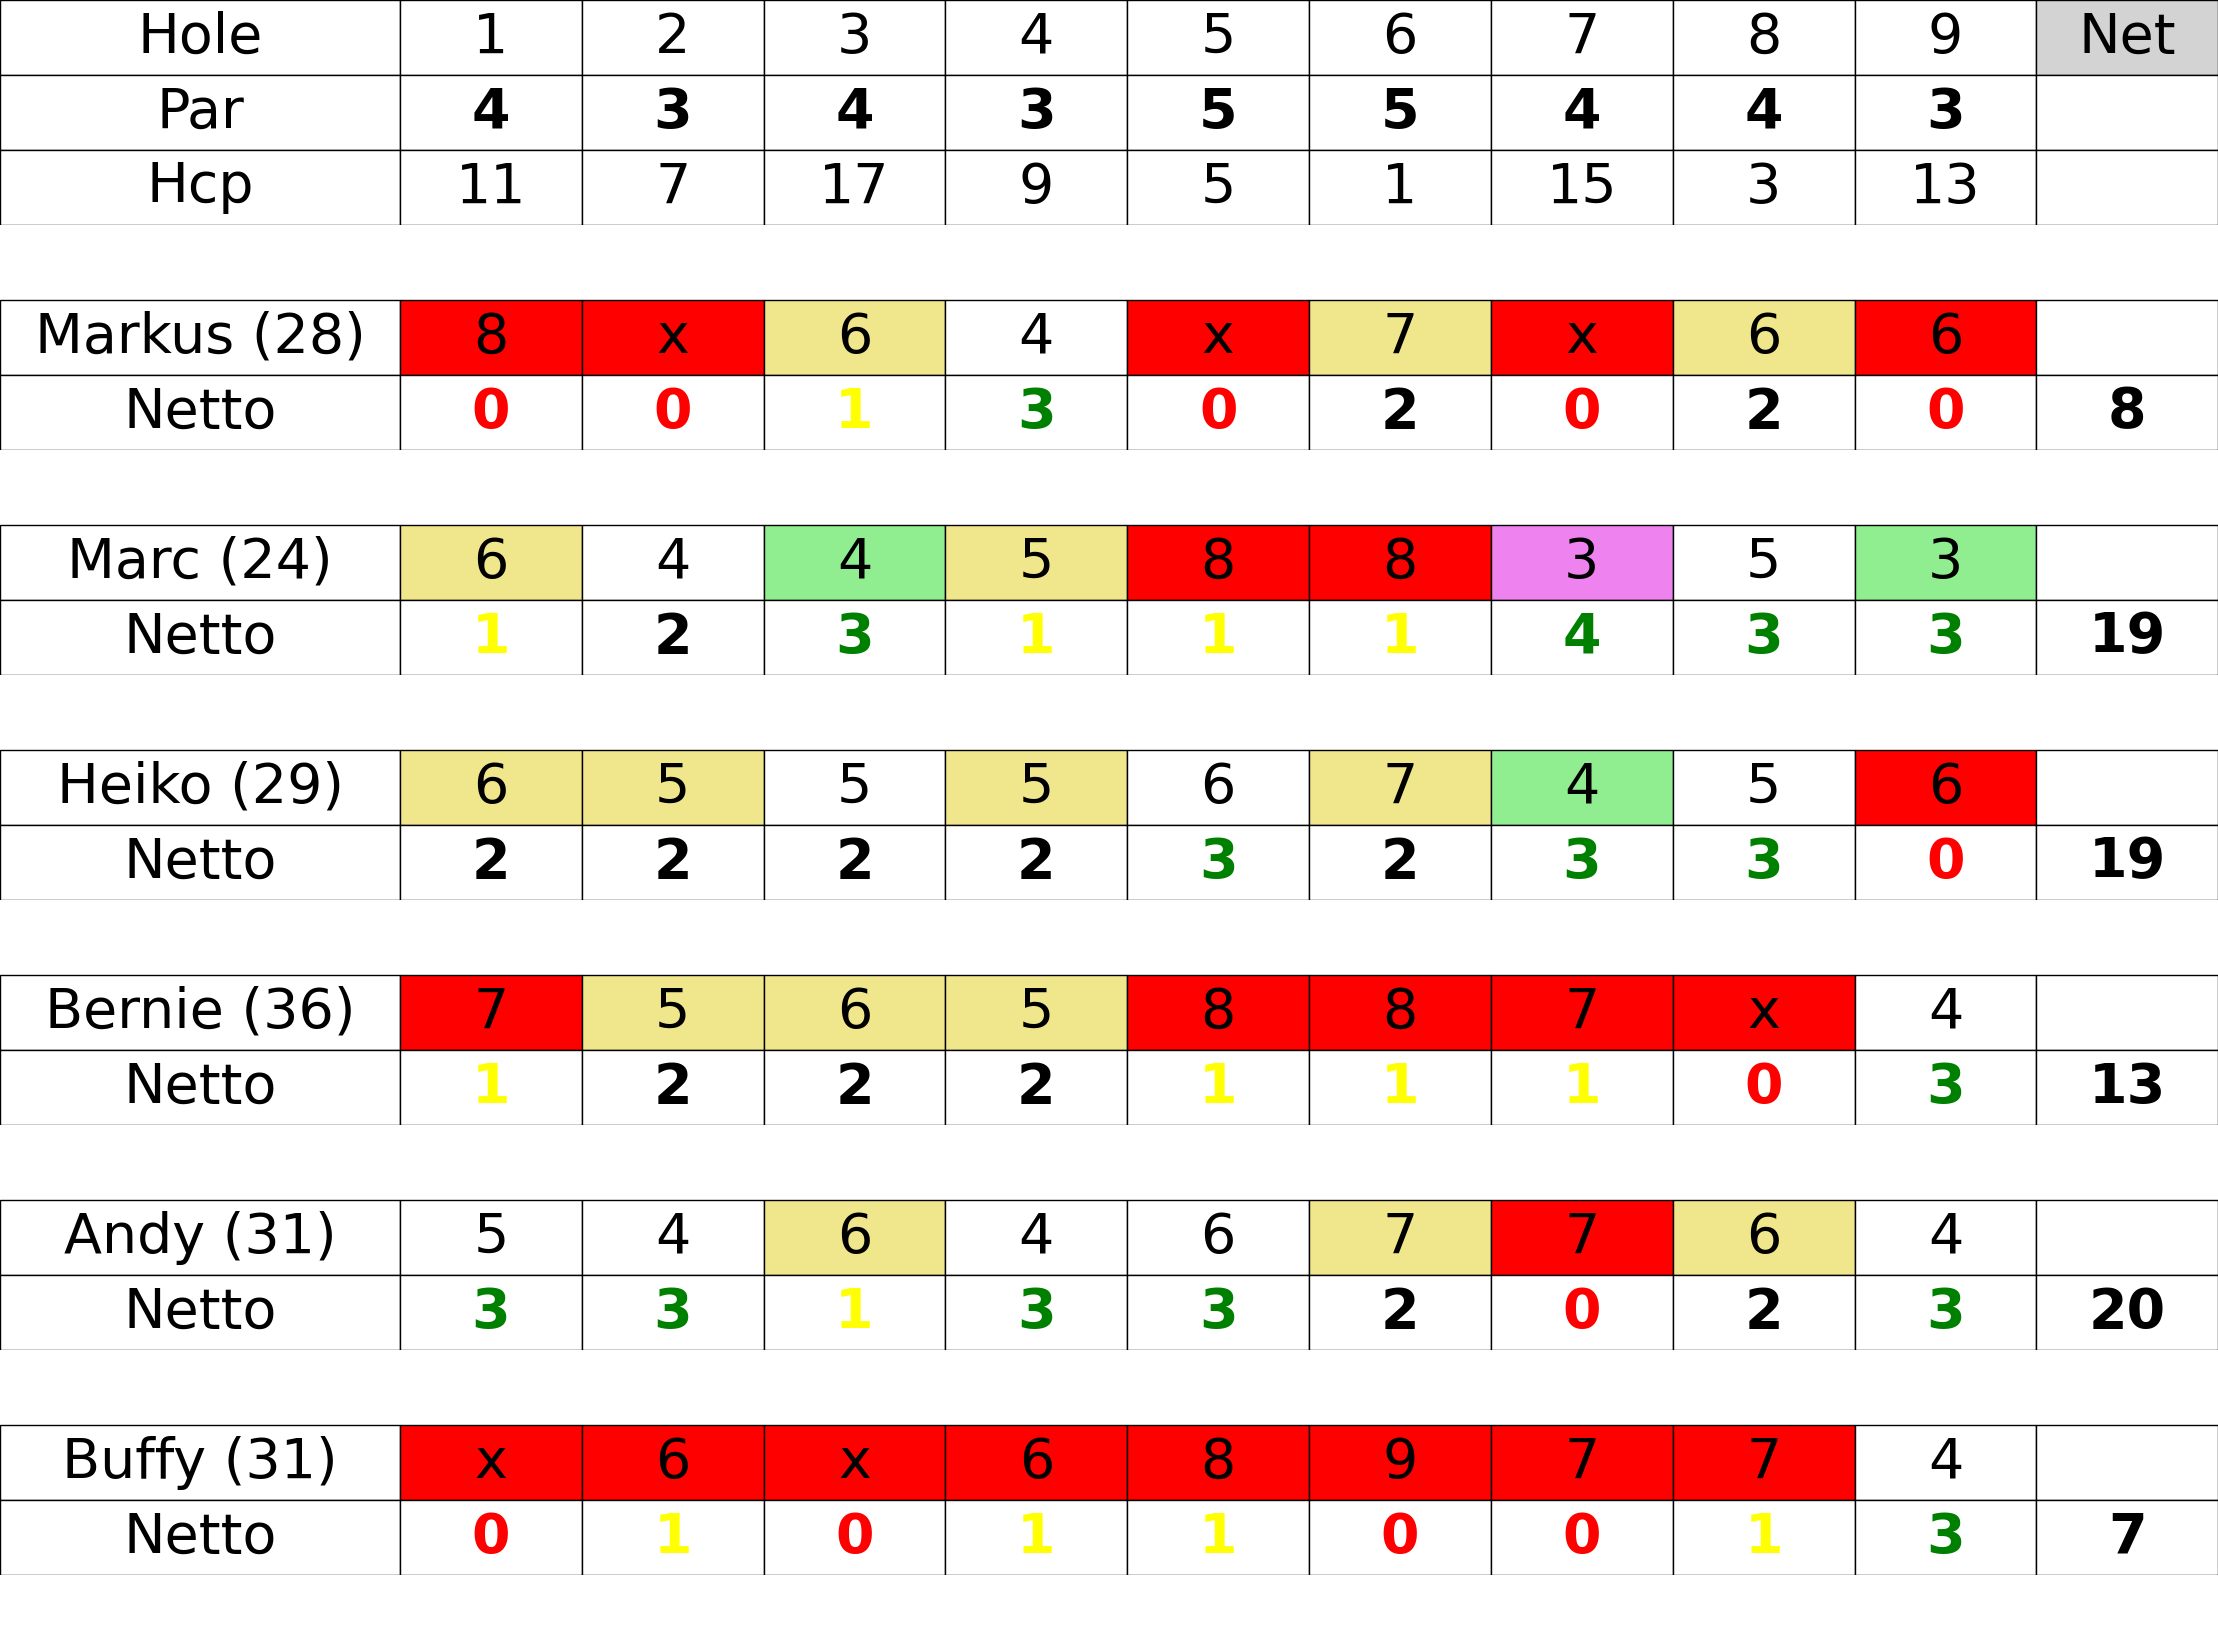 Hole 1 2 3 4 5 6 7 8 9 Net
Par 4 3 4 3 5 5 4 4 3
Hcp 11 7 17 9 5 1 15 3 13
Markus (28) 8 x 6 4 x 7 x 6 6
Netto 0 0 1 3 0 2 0 2 0 8
Marc (24) 6 4 4 5 8 8 3 5 3
Netto 1 2 3 1 1 1 4 3 3 19
Heiko (29) 6 5 5 5 6 7 4 5 6
Netto 2 2 2 2 3 2 3 3 0 19
Bernie (36) 7 5 6 5 8 8 7 x 4
Netto 1 2 2 2 1 1 1 0 3 13
Andy (31) 5 4 6 4 6 7 7 6 4
Netto 3 3 1 3 3 2 0 2 3 20
Buffy (31) x 6 x 6 8 9 7 7 4
Netto 0 1 0 1 1 0 0 1 3 7